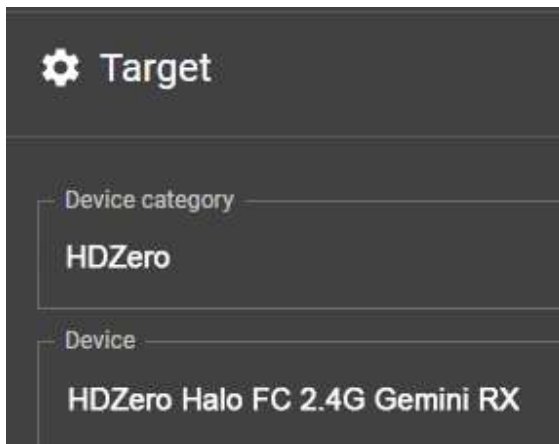 Target
Device category
HDZero
Device
HDZero Halo FC 2.4G Gemini RX